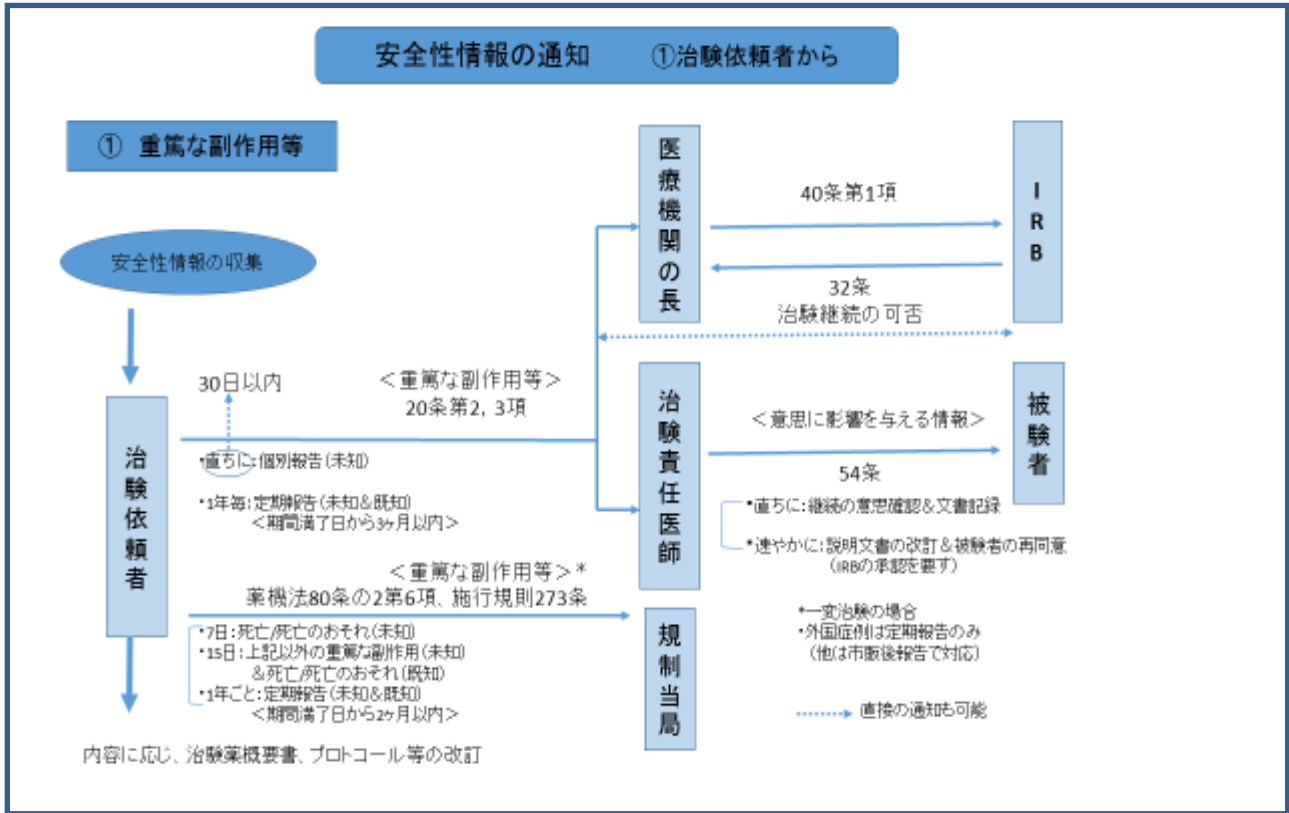 安全性情報の通知　①治験依頼者から
① 重篤な副作用等
安全性情報の収集
治験依頼者
30日以内
＜重篤な副作用等＞
20条第2, 3項
・直ちに:個別報告(未知)
・1年毎:定期報告(未知&既知)
＜期間満了日から3ヶ月以内＞
＜重篤な副作用等＞*
薬機法80条の2第6項、施行規則273条
・7日:死亡/死亡のおそれ(未知)
・15日:上記以外の重篤な副作用(未知)
&死亡/死亡のおそれ(既知)
・1年ごと:定期報告(未知&既知)
＜期間満了日から2ヶ月以内＞
内容に応じ、治験薬概要書、プロトコール等の改訂
医療機関の長
40条第1項
32条
治験継続の可否
IRB
治験責任医師
＜意思に影響を与える情報＞
54条
被験者
・直ちに:継続の意思確認&文書記録
・速やかに:説明文書の改訂&被験者の再同意
(IRBの承認を要す)
規制当局
*一変治験の場合
・外国症例は定期報告のみ
(他は市販後報告で対応)
直接の通知も可能